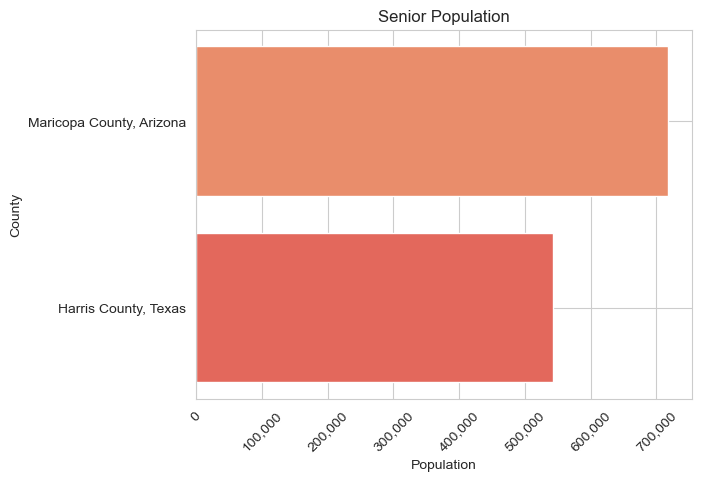 Senior Population
County
Maricopa County, Arizona
Harris County, Texas
0
100,000
200,000
300,000
400,000
500,000
600,000
700,000
Population